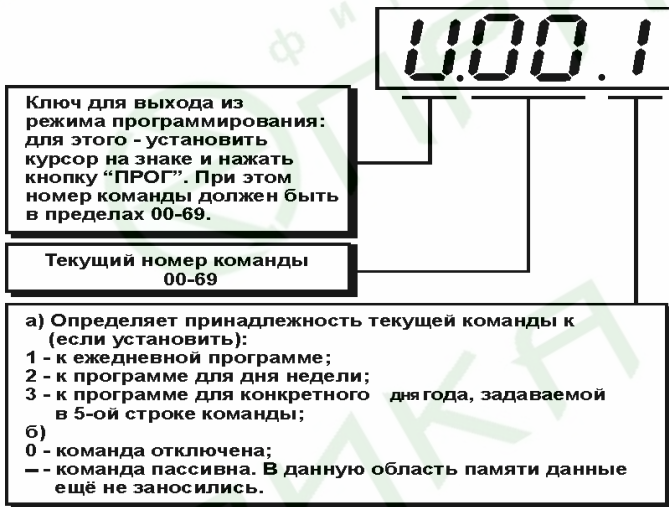 U.00.1
Ключ для выхода из
режима программирования:
для этого - установить
курсор на знаке и нажать
кнопку “ПРОГ”. При этом
номер команды должен быть
в пределах 00-69.
Текущий номер команды
00-69
а) Определяет принадлежность текущей команды к
(если установить):
1 - к ежедневной программе;
2 - к программе для дня недели;
3 - к программе для конкретного дня года, задаваемой
в 5-ой строке команды;
б)
0 - команда отключена;
– - команда пассивна. В данную область памяти данные
ещё не заносились.